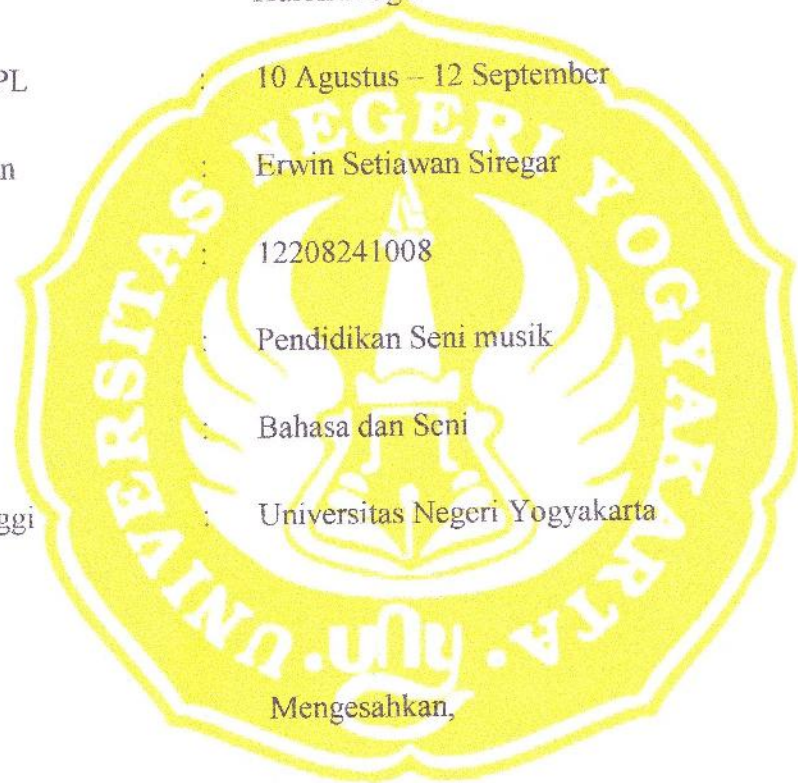 PL : 10 Agustus – 12 September
n : Erwin Setiawan Siregar
: 12208241008
: Pendidikan Seni musik
: Bahasa dan Seni
ggi : Universitas Negeri Yogyakarta
UNIVERSITAS NEGERI YOGYAKARTA
uny
Mengesahkan,